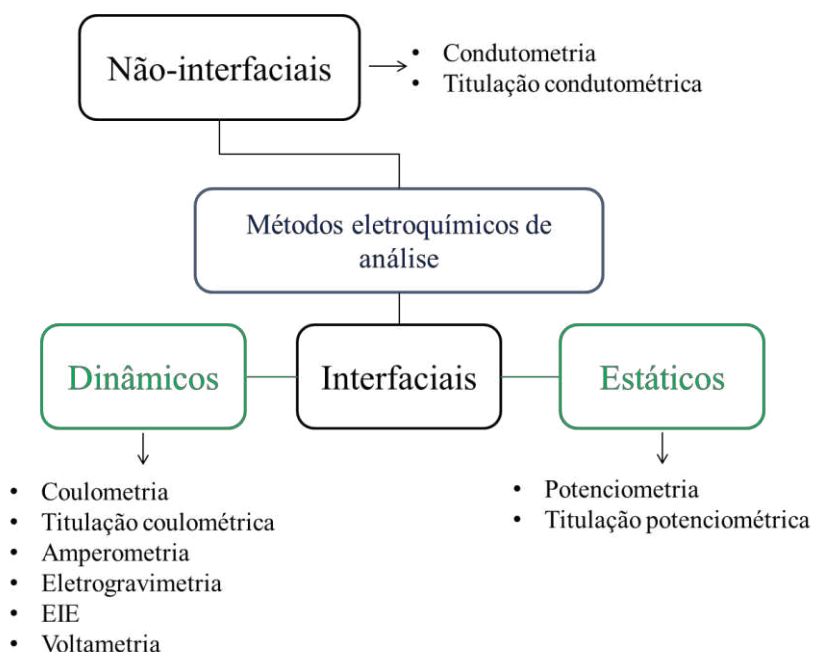 Não-interfaciais
• Condutometria
• Titulação condutométrica
Métodos eletroquímicos de
análise
Dinâmicos
Interfaciais
Estáticos
• Coulometria
• Titulação coulométrica
• Amperometria
• Eletrogravimetria
• EIE
• Voltametria
• Potenciometria
• Titulação potenciométrica